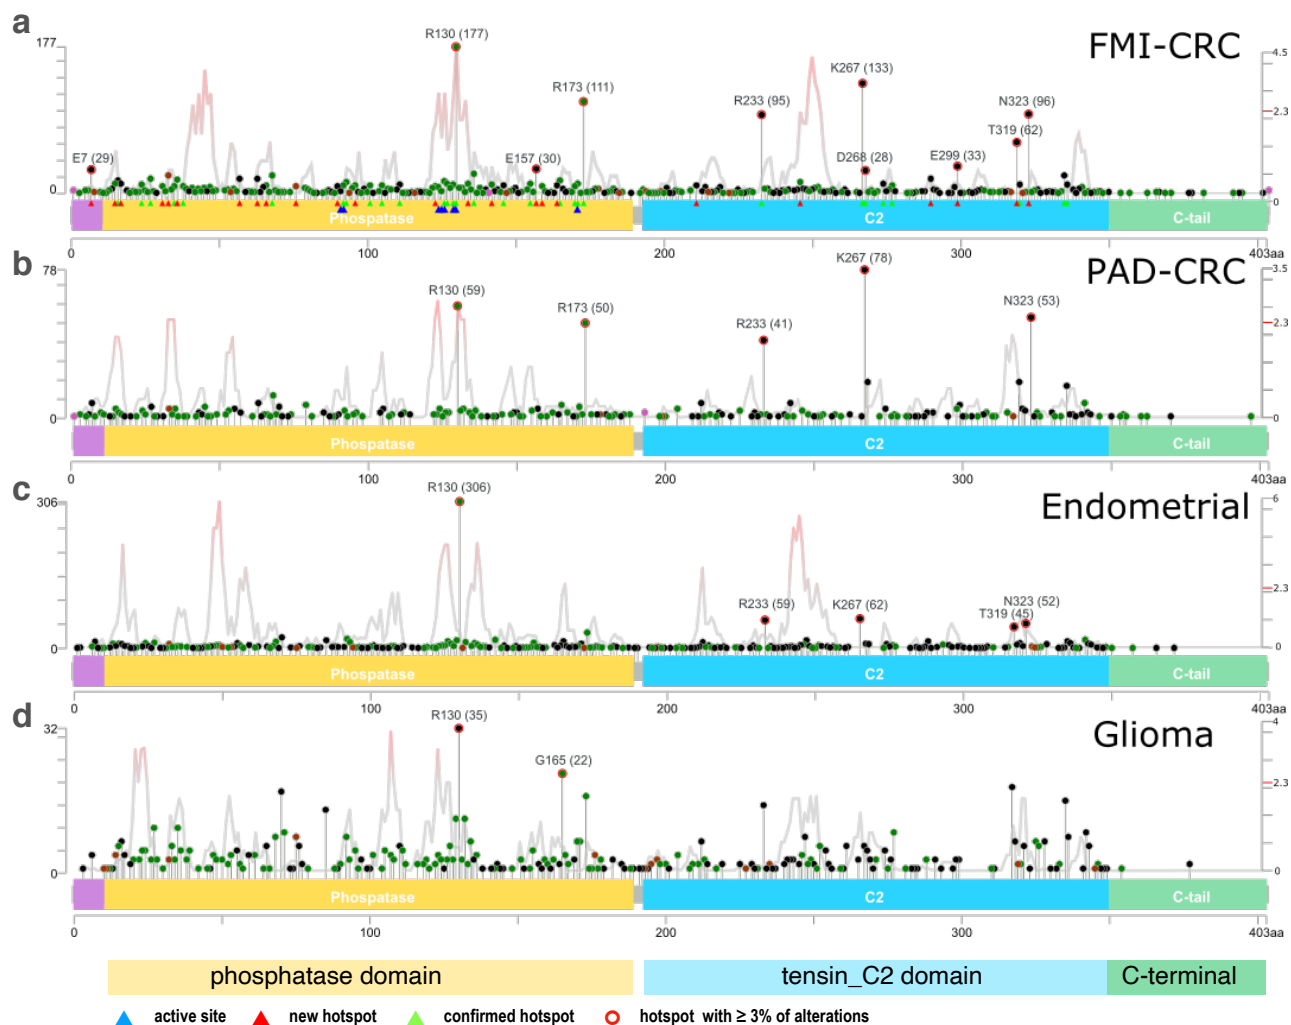 a
FMI-CRC
177
0
4.5
2.3
0
E7 (29)
R130 (177)
E157 (30)
R173 (111)
R233 (95)
K267 (133)
D268 (28)
E299 (33)
T319 (62)
N323 (96)
Phospatase
C2
C-tail
0
100
200
300
403aa
b
PAD-CRC
78
0
3.5
2.3
0
R130 (59)
R173 (50)
R233 (41)
K267 (78)
N323 (53)
Phospatase
C2
C-tail
0
100
200
300
403aa
c
Endometrial
306
0
6
2.3
0
R130 (306)
R233 (59)
K267 (62)
T319 (45)
N323 (52)
Phospatase
C2
C-tail
0
100
200
300
403aa
d
Glioma
32
0
4
2.3
0
R130 (35)
G165 (22)
Phospatase
C2
C-tail
0
100
200
300
403aa
phosphatase domain
tensin_C2 domain
C-terminal
active site
new hotspot
confirmed hotspot
hotspot with ≥ 3% of alterations